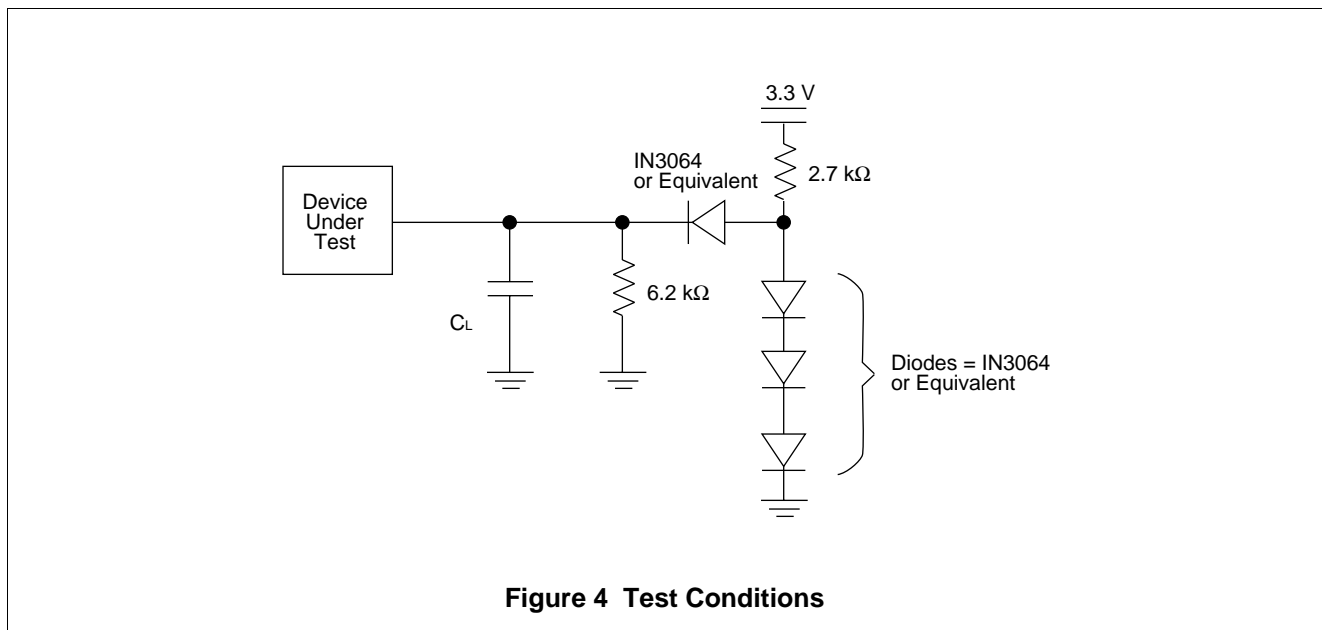 3.3 V
IN3064
or Equivalent
2.7 kΩ
Device
Under
Test
6.2 kΩ
CL
Diodes = IN3064
or Equivalent
Figure 4 Test Conditions